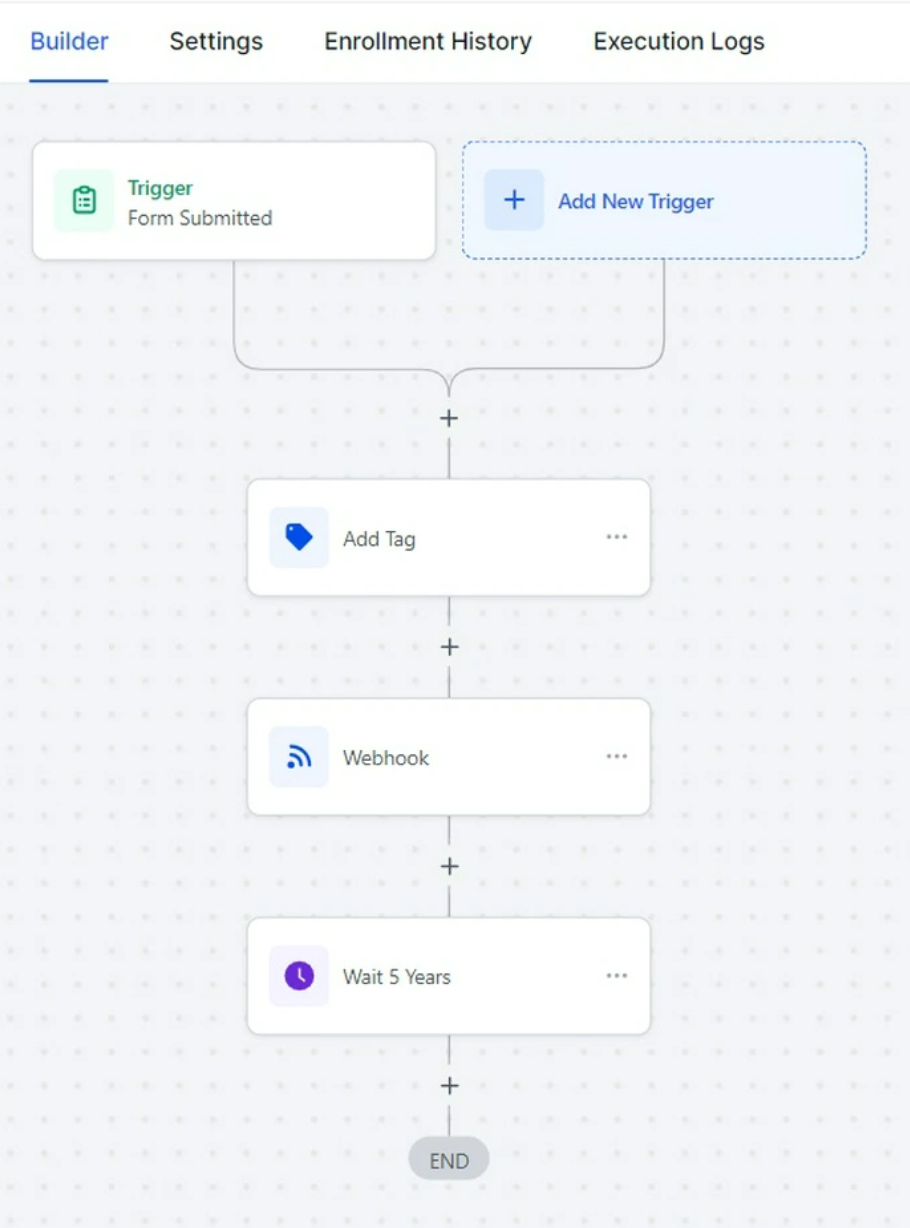 Builder Settings Enrollment History Execution Logs
Trigger
Form Submitted
Add New Trigger
Add Tag
Webhook
Wait 5 Years
END